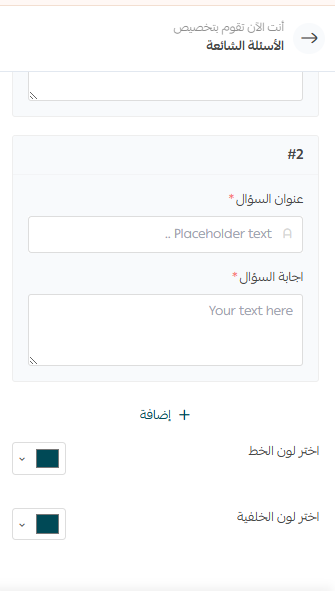 أنت الآن تقوم بتخصيص
الأسئلة الشائعة
#2
عنوان السؤال *
Placeholder text ..
اجابة السؤال *
Your text here
+ إضافة
اختر لون الخط
اختر لون الخلفية